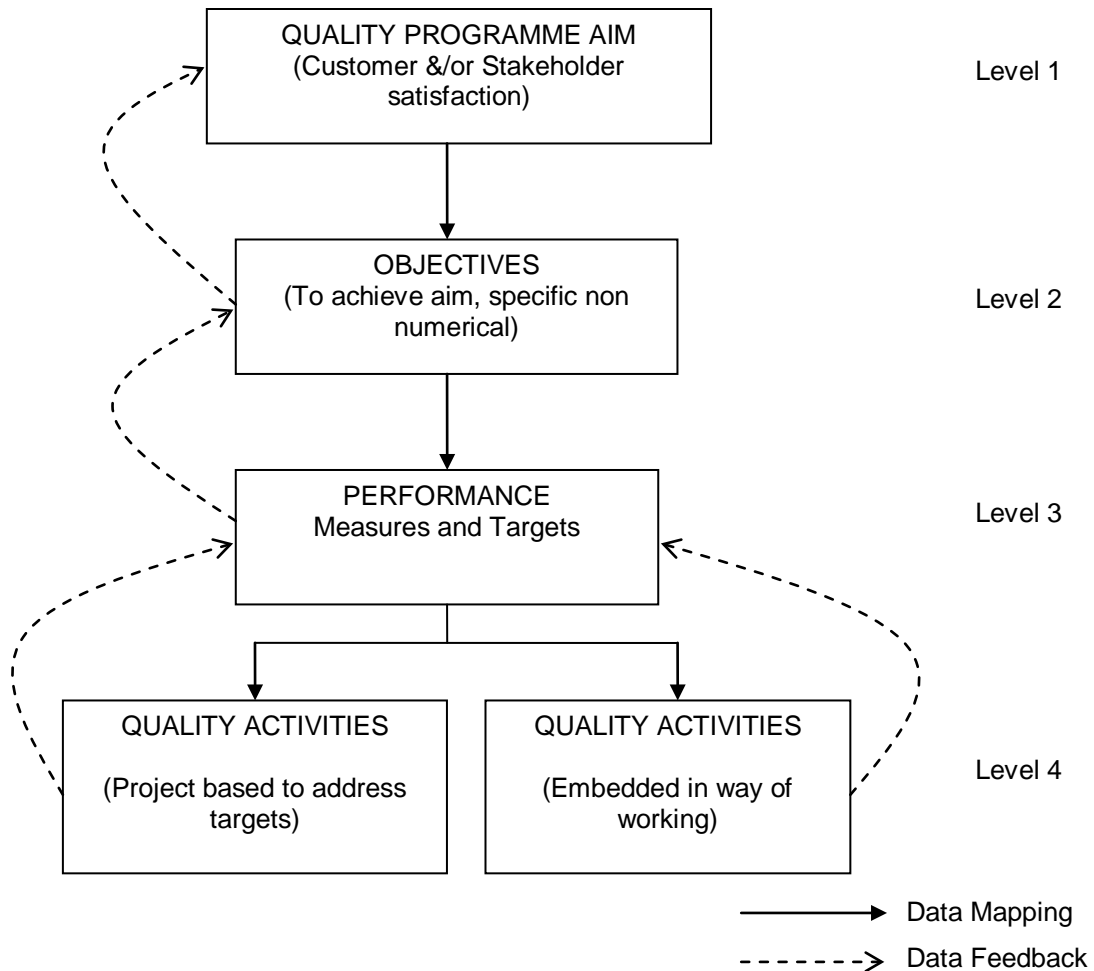 QUALITY PROGRAMME AIM
(Customer &/or Stakeholder
satisfaction)
Level 1
OBJECTIVES
(To achieve aim, specific non
numerical)
Level 2
PERFORMANCE
Measures and Targets
Level 3
QUALITY ACTIVITIES
(Project based to address
targets)
QUALITY ACTIVITIES
(Embedded in way of
working)
Level 4
Data Mapping
Data Feedback